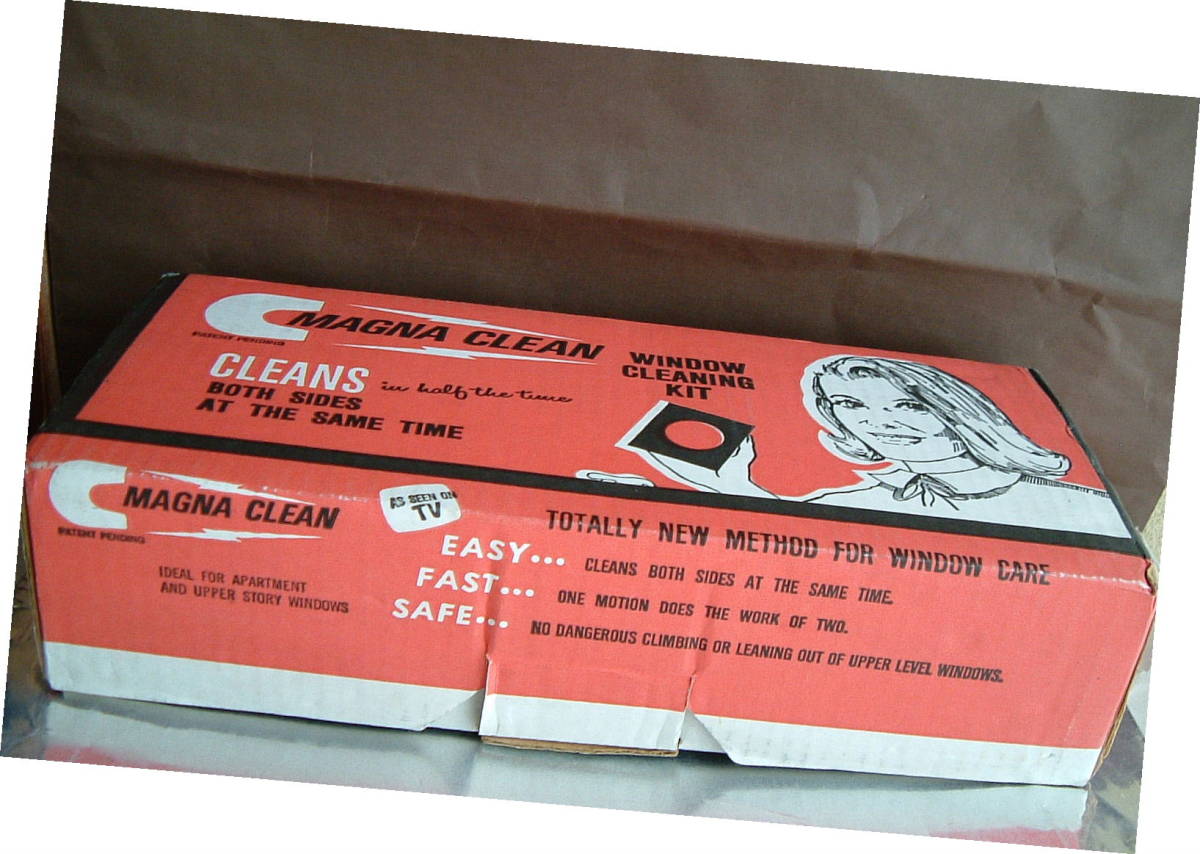 MAGNA CLEAN
PATENT PENDING
CLEANS in half the time
BOTH SIDES
AT THE SAME TIME
WINDOW
CLEANING
KIT
MAGNA CLEAN
PATENT PENDING
AS SEEN ON
TV
IDEAL FOR APARTMENT
AND UPPER STORY WINDOWS
TOTALLY NEW METHOD FOR WINDOW CARE
EASY... CLEANS BOTH SIDES AT THE SAME TIME.
FAST... ONE MOTION DOES THE WORK OF TWO.
SAFE... NO DANGEROUS CLIMBING OR LEANING OUT OF UPPER LEVEL WINDOWS.